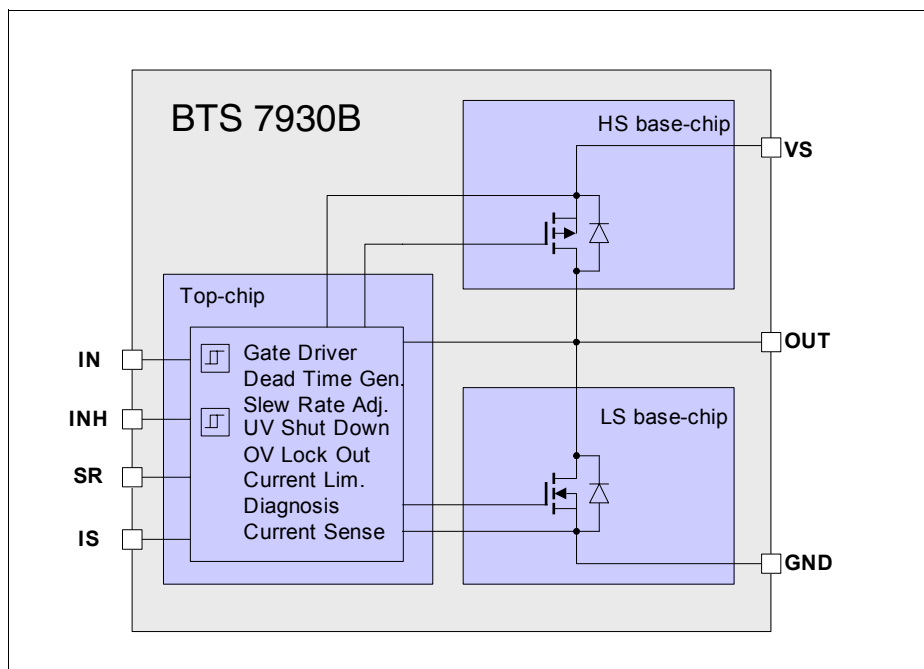 BTS 7930B
HS base-chip
VS
Top-chip
IN
INH
SR
IS
Gate Driver
Dead Time Gen.
Slew Rate Adj.
UV Shut Down
OV Lock Out
Current Lim.
Diagnosis
Current Sense
OUT
LS base-chip
GND